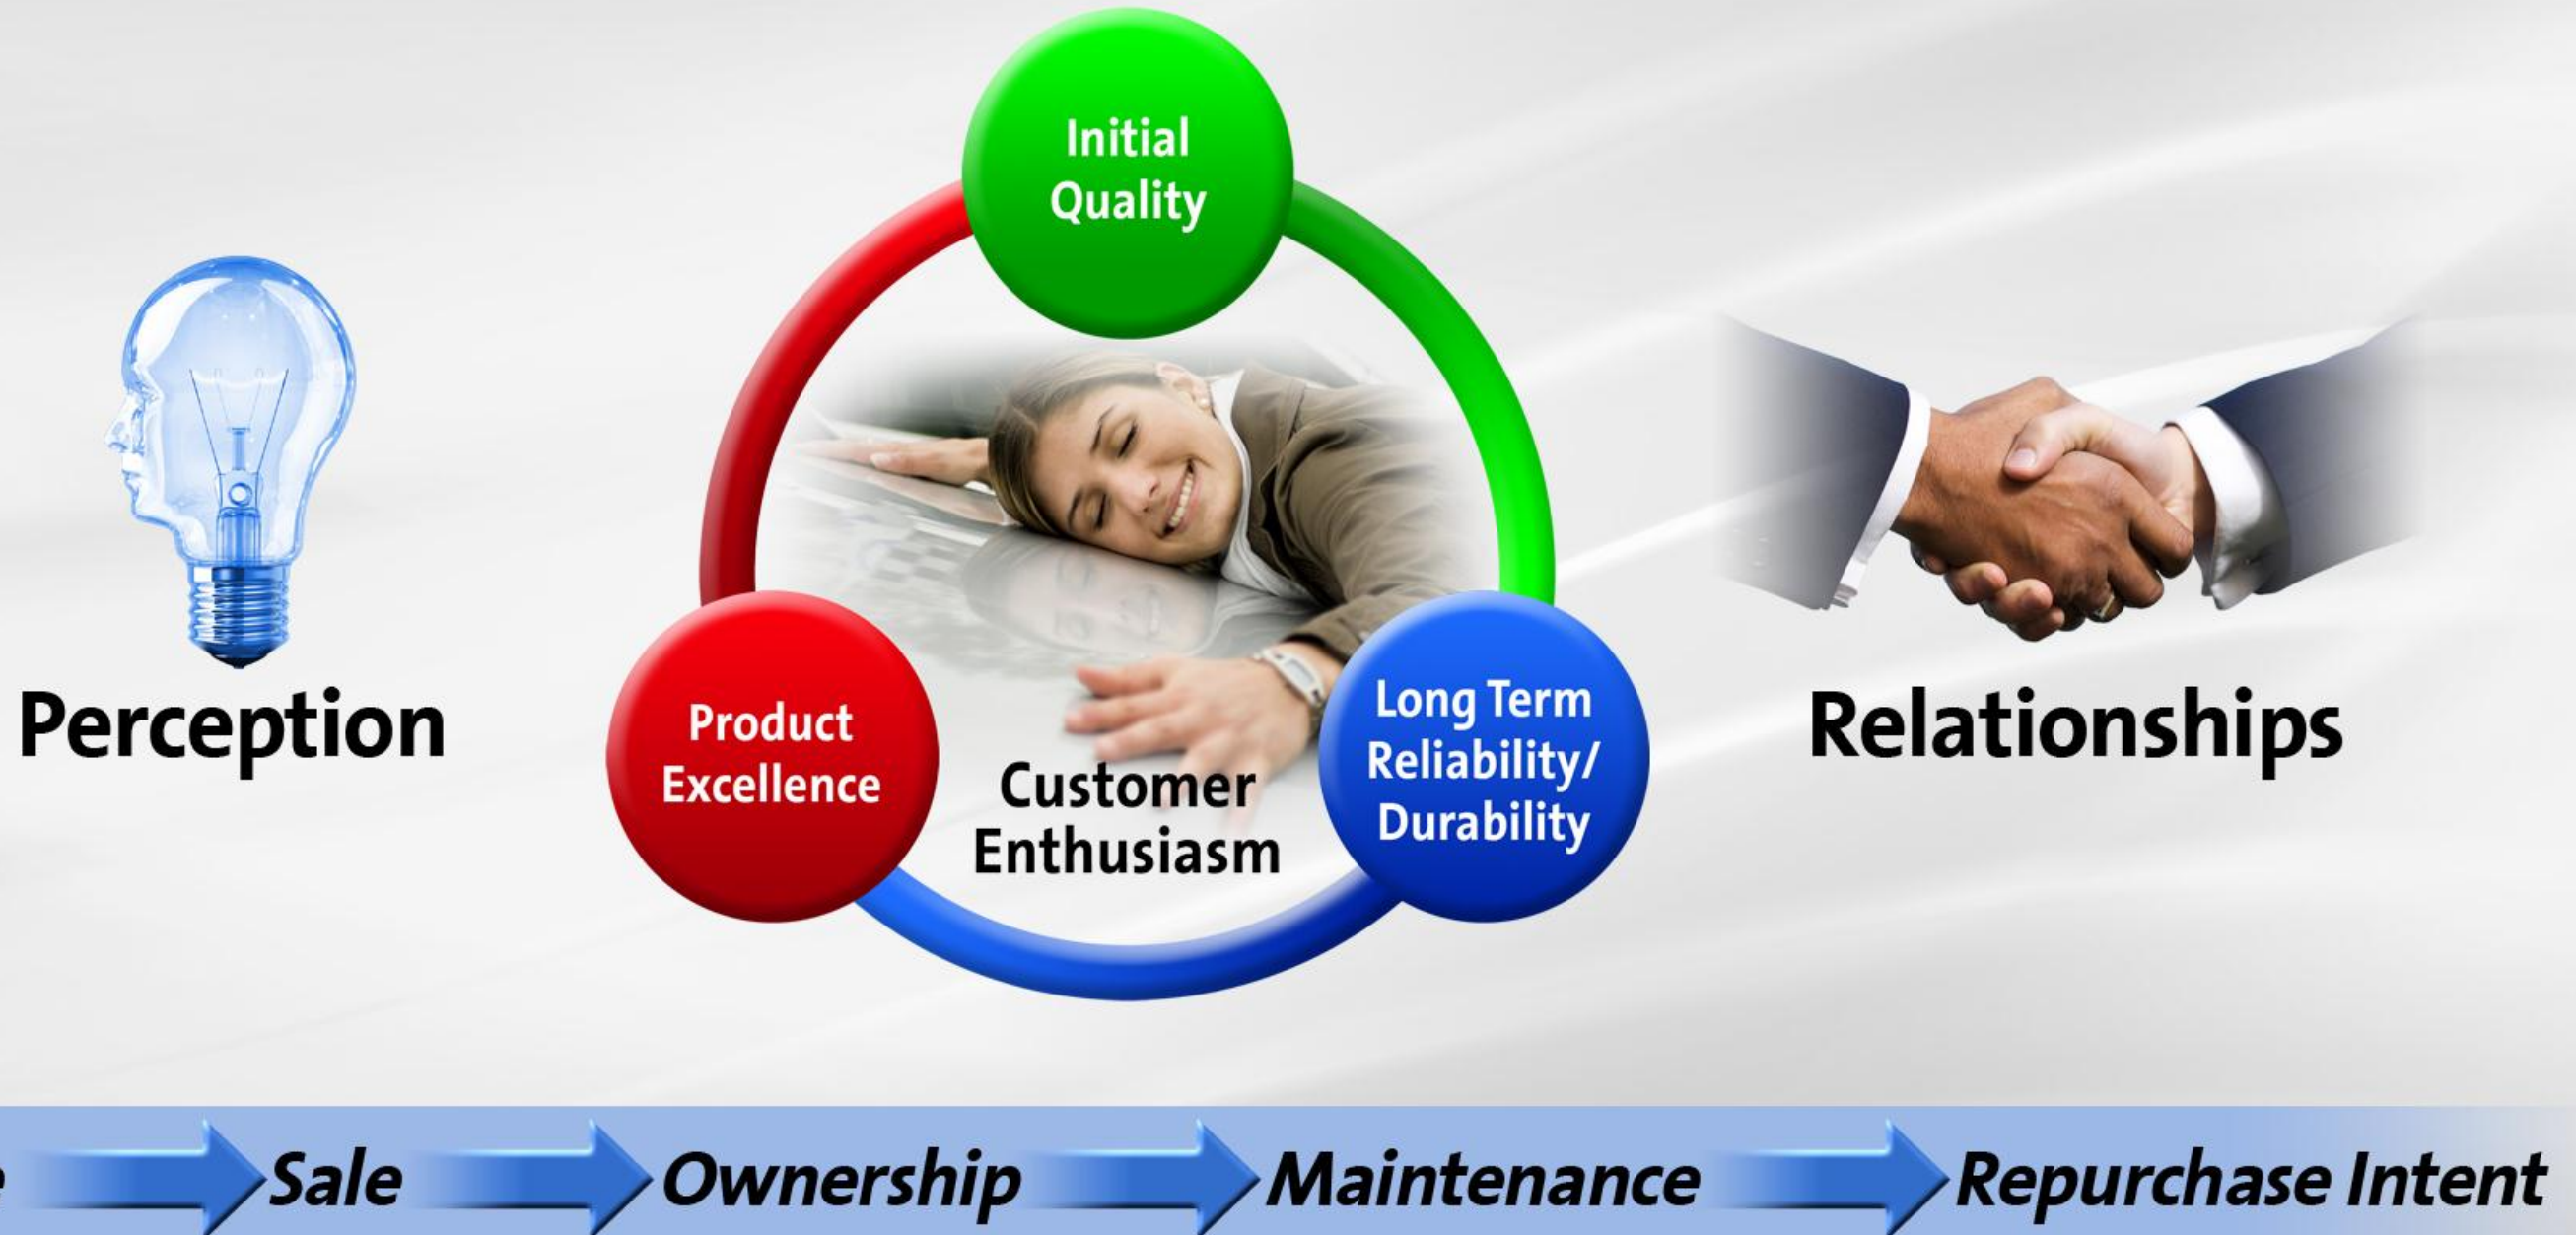 Initial
Quality
Perception
Product
Excellence
Customer
Enthusiasm
Long Term
Reliability/
Durability
Relationships
Sale
Ownership
Maintenance
Repurchase Intent